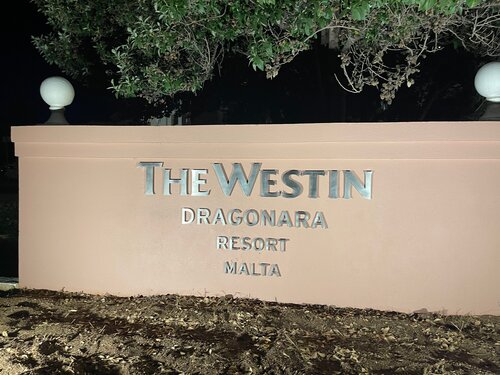 THE WESTIN
DRAGONARA
RESORT
MALTA